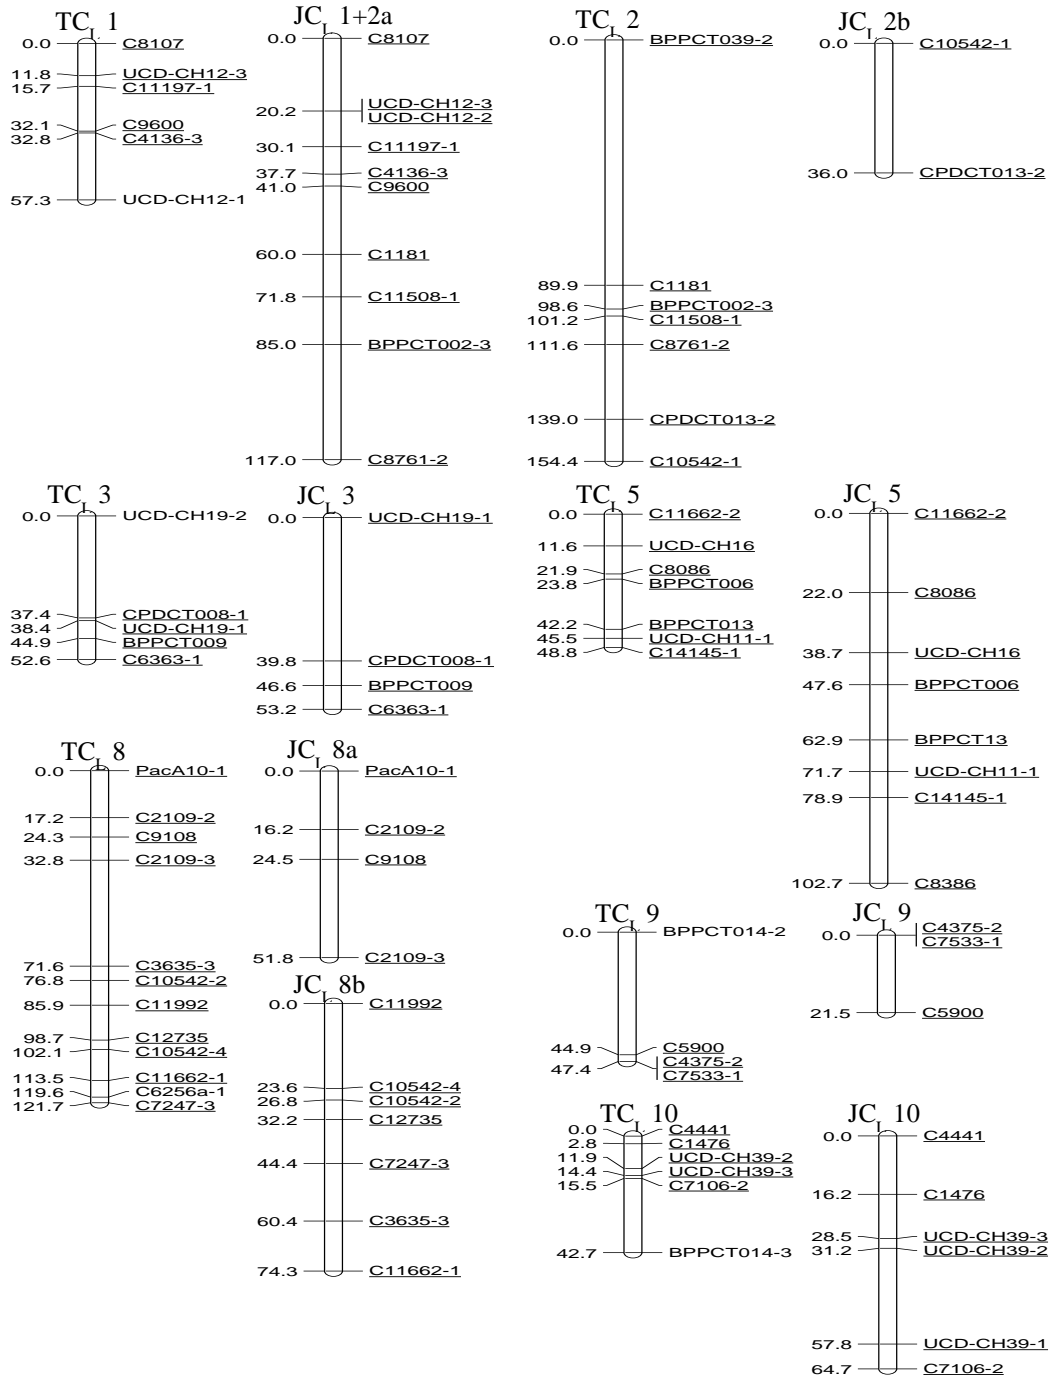 TC 1
0.0 C8107
11.8 UCD-CH12-3
15.7 C11197-1
32.1 C9600
32.8 C4136-3
57.3 UCD-CH12-1
JC 1+2a
0.0 C8107
20.2 UCD-CH12-3
UCD-CH12-2
30.1 C11197-1
37.7 C4136-3
41.0 C9600
60.0 C1181
71.8 C11508-1
85.0 BPPCT002-3
117.0 C8761-2
TC 2
0.0 BPPCT039-2
89.9 C1181
98.6 BPPCT002-3
101.2 C11508-1
111.6 C8761-2
139.0 CPDCT013-2
154.4 C10542-1
JC 2b
0.0 C10542-1
36.0 CPDCT013-2
TC 3
0.0 UCD-CH19-2
37.4 CPDCT008-1
38.4 UCD-CH19-1
44.9 BPPCT009
52.6 C6363-1
JC 3
0.0 UCD-CH19-1
39.8 CPDCT008-1
46.6 BPPCT009
53.2 C6363-1
TC 5
0.0 C11662-2
11.6 UCD-CH16
21.9 C8086
23.8 BPPCT006
42.2 BPPCT013
45.5 UCD-CH11-1
48.8 C14145-1
JC 5
0.0 C11662-2
22.0 C8086
38.7 UCD-CH16
47.6 BPPCT006
62.9 BPPCT13
71.7 UCD-CH11-1
78.9 C14145-1
102.7 C8386
TC 8
0.0 PacA10-1
17.2 C2109-2
24.3 C9108
32.8 C2109-3
71.6 C3635-3
76.8 C10542-2
85.9 C11992
98.7 C12735
102.1 C10542-4
113.5 C11662-1
119.6 C6256a-1
121.7 C7247-3
JC 8a
0.0 PacA10-1
16.2 C2109-2
24.5 C9108
51.8 C2109-3
JC 8b
0.0 C11992
23.6 C10542-4
26.8 C10542-2
32.2 C12735
44.4 C7247-3
60.4 C3635-3
74.3 C11662-1
TC 9
0.0 BPPCT014-2
44.9 C5900
47.4 C4375-2
C7533-1
JC 9
0.0 C4375-2
C7533-1
21.5 C5900
TC 10
0.0 C4441
2.8 C1476
11.9 UCD-CH39-2
14.4 UCD-CH39-3
15.5 C7106-2
42.7 BPPCT014-3
JC 10
0.0 C4441
16.2 C1476
28.5 UCD-CH39-3
31.2 UCD-CH39-2
57.8 UCD-CH39-1
64.7 C7106-2